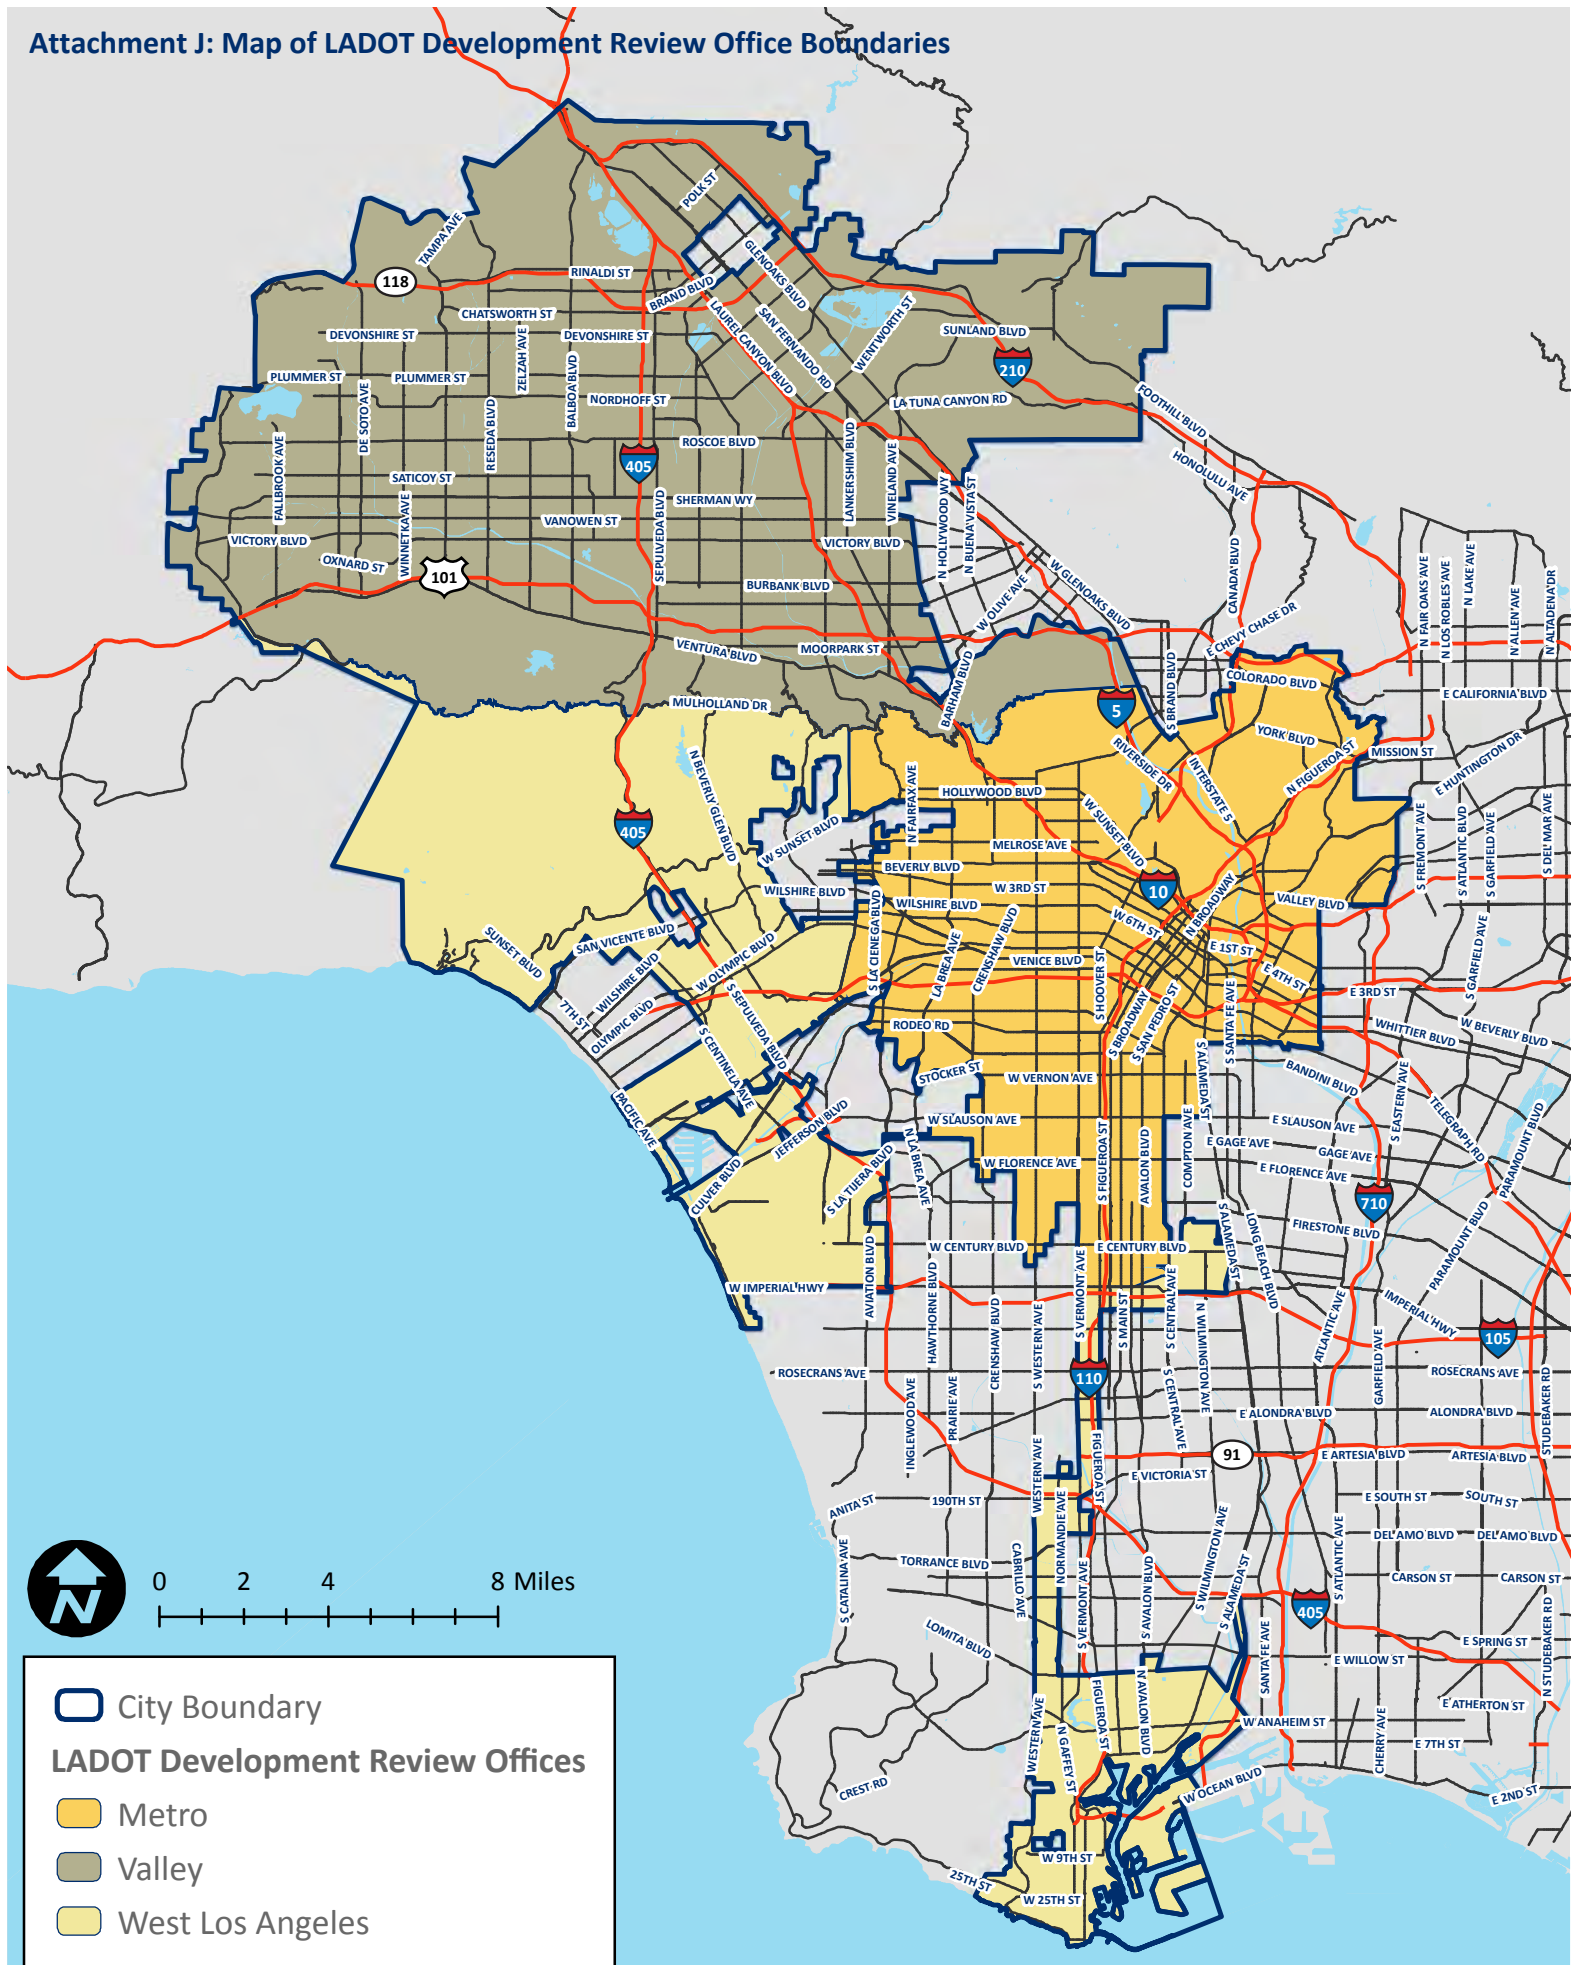 Attachment J: Map of LADOT Development Review Office Boundaries
POLK ST
TAMPA AVE
GLENOAKS BLVD
RINALDI ST
118
BRAND BLVD
CHATSWORTH ST
LAUREL CANYON BLVD
SAN FERNANDO RD
WENTWORTH ST
SUNLAND BLVD
DEVONSHIRE ST
DEVONSHIRE ST
ZELZAH AVE
BALBOA BLVD
210
PLUMMER ST
PLUMMER ST
DE SOTO AVE
RESEDA BLVD
NORDHOFF ST
LA TUNA CANYON RD
FOOTHILL BLVD
FALLBROOK AVE
ROSCOE BLVD
LANKERSHIM BLVD
VINELAND AVE
HONOLULU AVE
405
SATICOY ST
WINNETKA AVE
SHERMAN WY
N HOLLYWOOD WY
N BUENA VISTA ST
SEPULVEDA BLVD
VANOWEN ST
VICTORY BLVD
VICTORY BLVD
OXNARD ST
101
BURBANK BLVD
W OLIVE AVE
W GLENOAKS BLVD
CANADA BLVD
E CHEVY CHASE DR
N FAIR OAKS AVE
N LOS ROBLES AVE
N LAKE AVE
N ALLEN AVE
N ALTADENA DR
VENTURA BLVD
MOORPARK ST
BARHAM BLVD
S BRAND BLVD
COLORADO BLVD
E CALIFORNIA BLVD
MULHOLLAND DR
5
YORK BLVD
MISSION ST
E HUNTINGTON DR
RIVERSIDE DR
INTERSTATE 5
N FIGUEROA ST
N BEVERLY GLEN BLVD
N FAIRFAX AVE
HOLLYWOOD BLVD
W SUNSET BLVD
405
W SUNSET BLVD
MELROSE AVE
S FREMONT AVE
S ATLANTIC BLVD
S GARFIELD AVE
S DEL MAR AVE
BEVERLY BLVD
W 3RD ST
10
WILSHIRE BLVD
WILSHIRE BLVD
N BROADWAY
VALLEY BLVD
S LA CIENEGA BLVD
LA BREA AVE
CRENSHAW BLVD
W 6TH ST
SUNSET BLVD
SAN VICENTE BLVD
WILSHIRE BLVD
W OLYMPIC BLVD
VENICE BLVD
S HOOVER ST
E 1ST ST
E 4TH ST
S GARFIELD AVE
7TH ST
OLYMPIC BLVD
S SEPULVEDA BLVD
E 3RD ST
RODEO RD
S BROADWAY
S SAN PEDRO ST
S SANTA FE AVE
WHITTIER BLVD
W BEVERLY BLVD
S CENTINELA AVE
STOCKER ST
W VERNON AVE
S ALAMEDA ST
BANDINI BLVD
S EASTERN AVE
TELEGRAPH RD
PARAMOUNT BLVD
PACIFIC AVE
JEFFERSON BLVD
W SLAUSON AVE
COMPTON AVE
E SLAUSON AVE
S FIGUEROA ST
AVALON BLVD
E GAGE AVE
GAGE AVE
CULVER BLVD
S LA TIJERA BLVD
N LA BREA AVE
W FLORENCE AVE
E FLORENCE AVE
710
S ALAMEDA ST
LONG BEACH BLVD
FIRESTONE BLVD
PARAMOUNT BLVD
W CENTURY BLVD
E CENTURY BLVD
W IMPERIAL HWY
AVIATION BLVD
HAWTHORNE BLVD
CRENSHAW BLVD
S WESTERN AVE
S VERMONT AVE
S MAIN ST
S CENTRAL AVE
N WILMINGTON AVE
ATLANTIC AVE
GARFIELD AVE
IMPERIAL HWY
105
ROSECRANS AVE
110
ROSECRANS AVE
STUDEBAKER RD
INGLEWOOD AVE
PRAIRIE AVE
S CENTRAL AVE
E ALONDRA BLVD
ALONDRA BLVD
91
E ARTESIA BLVD
ARTESIA BLVD
WESTERN AVE
FIGUEROA ST
E VICTORIA ST
ANITA ST
190TH ST
NORMANDIE AVE
E SOUTH ST
SOUTH ST
S CATALINA AVE
TORRANCE BLVD
CABRILLO AVE
S VERMONT AVE
S AVALON BLVD
S WILMINGTON AVE
S ALAMEDA ST
DEL AMO BLVD
DEL AMO BLVD
S ATLANTIC AVE
CARSON ST
CARSON ST
405
LOMITA BLVD
SANTA FE AVE
E SPRING ST
E WILLOW ST
N STUDEBAKER RD
WESTERN AVE
N GAFFEY ST
FIGUEROA ST
N AVALON BLVD
E ATHERTON ST
W ANAHEIM ST
CHERRY AVE
E 7TH ST
CREST RD
W OCEAN BLVD
E 2ND ST
W 9TH ST
25TH ST
W 25TH ST
N
0 2 4 8 Miles
City Boundary
LADOT Development Review Offices
Metro
Valley
West Los Angeles